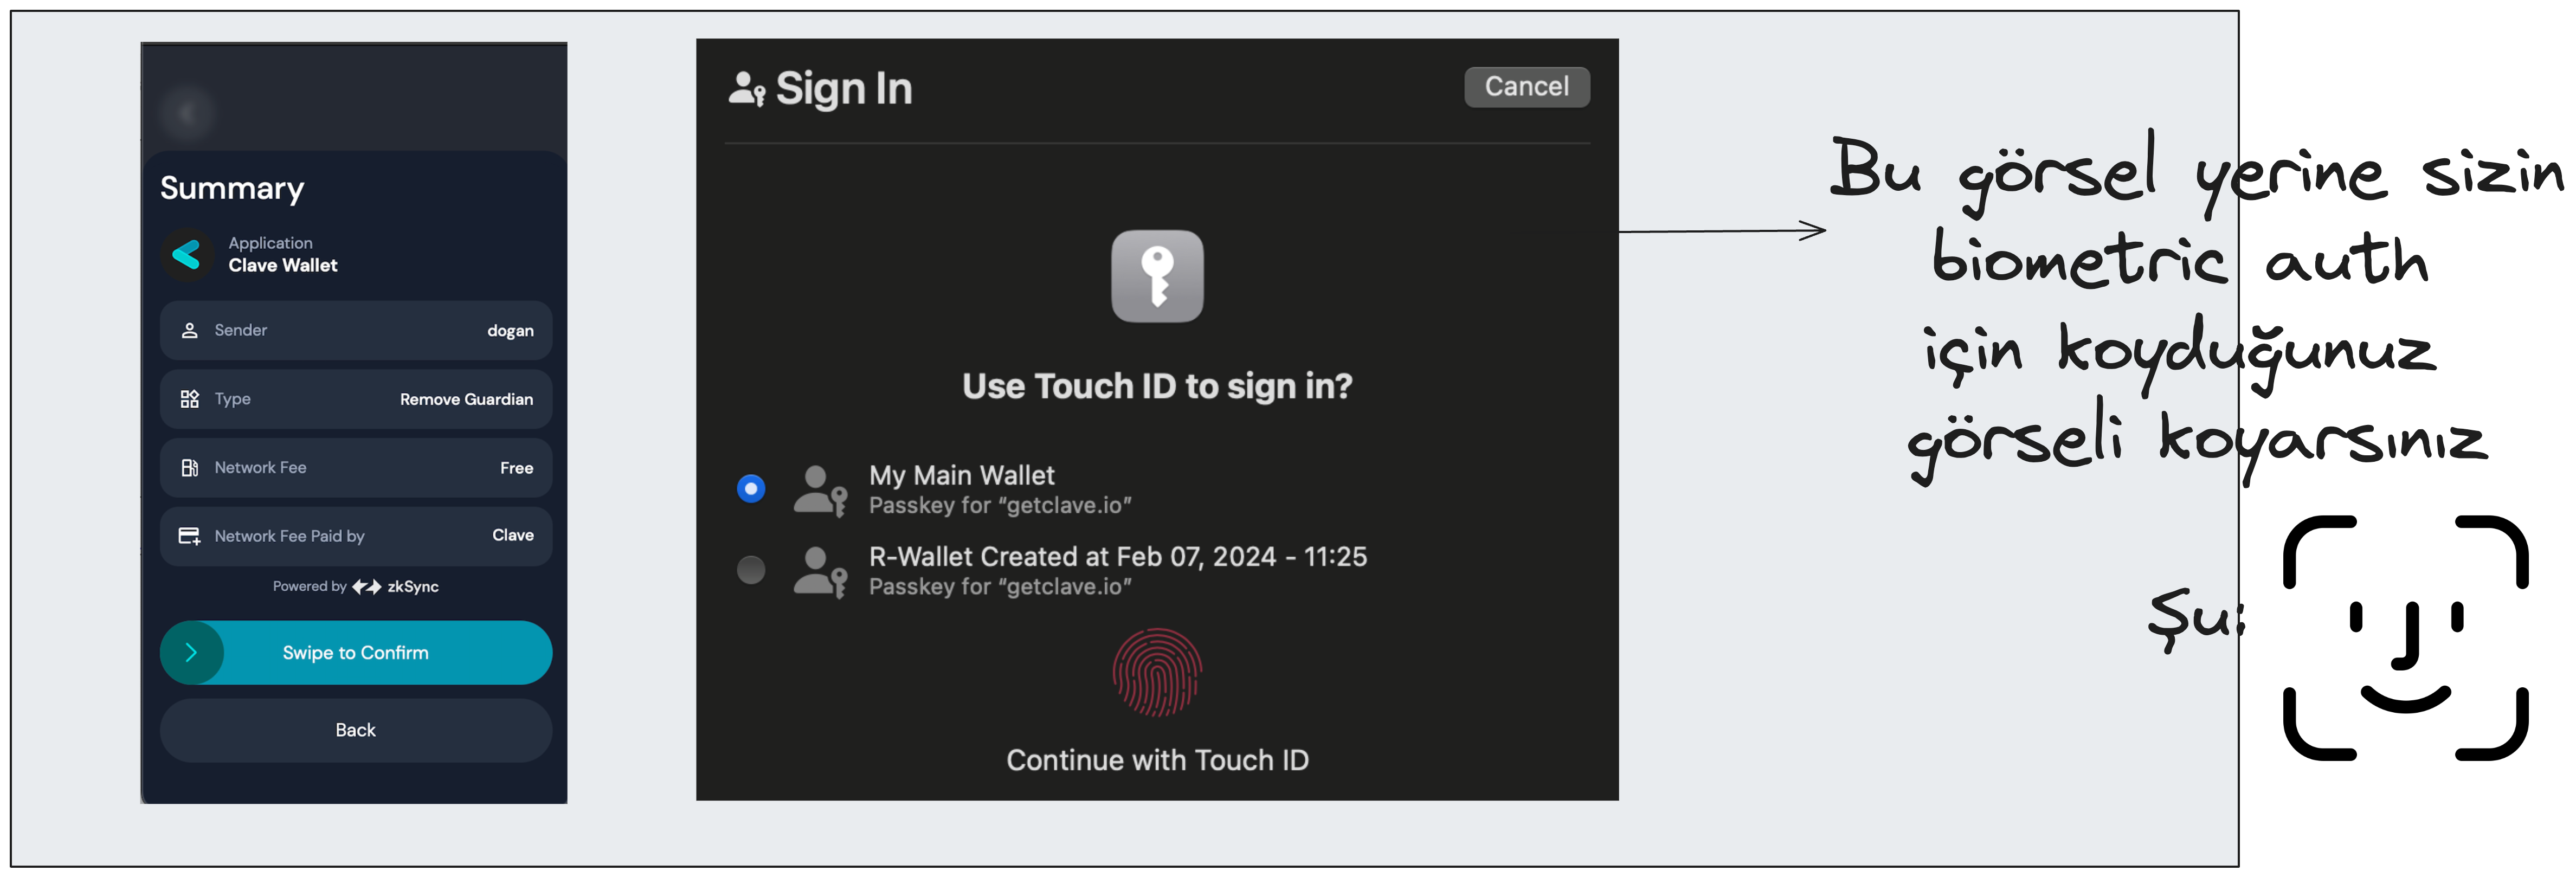 Summary
Application
Clave Wallet
Sender dogan
Type Remove Guardian
Network Fee Free
Network Fee Paid by Clave
Powered by zkSync
Swipe to Confirm
Back
Sign In Cancel
Use Touch ID to sign in?
My Main Wallet
Passkey for “getclave.io”
R-Wallet Created at Feb 07, 2024 - 11:25
Passkey for “getclave.io”
Continue with Touch ID
Bu görsel yerine sizin
biometric auth
için koyduğunuz
görseli koyarsınız
Şu: